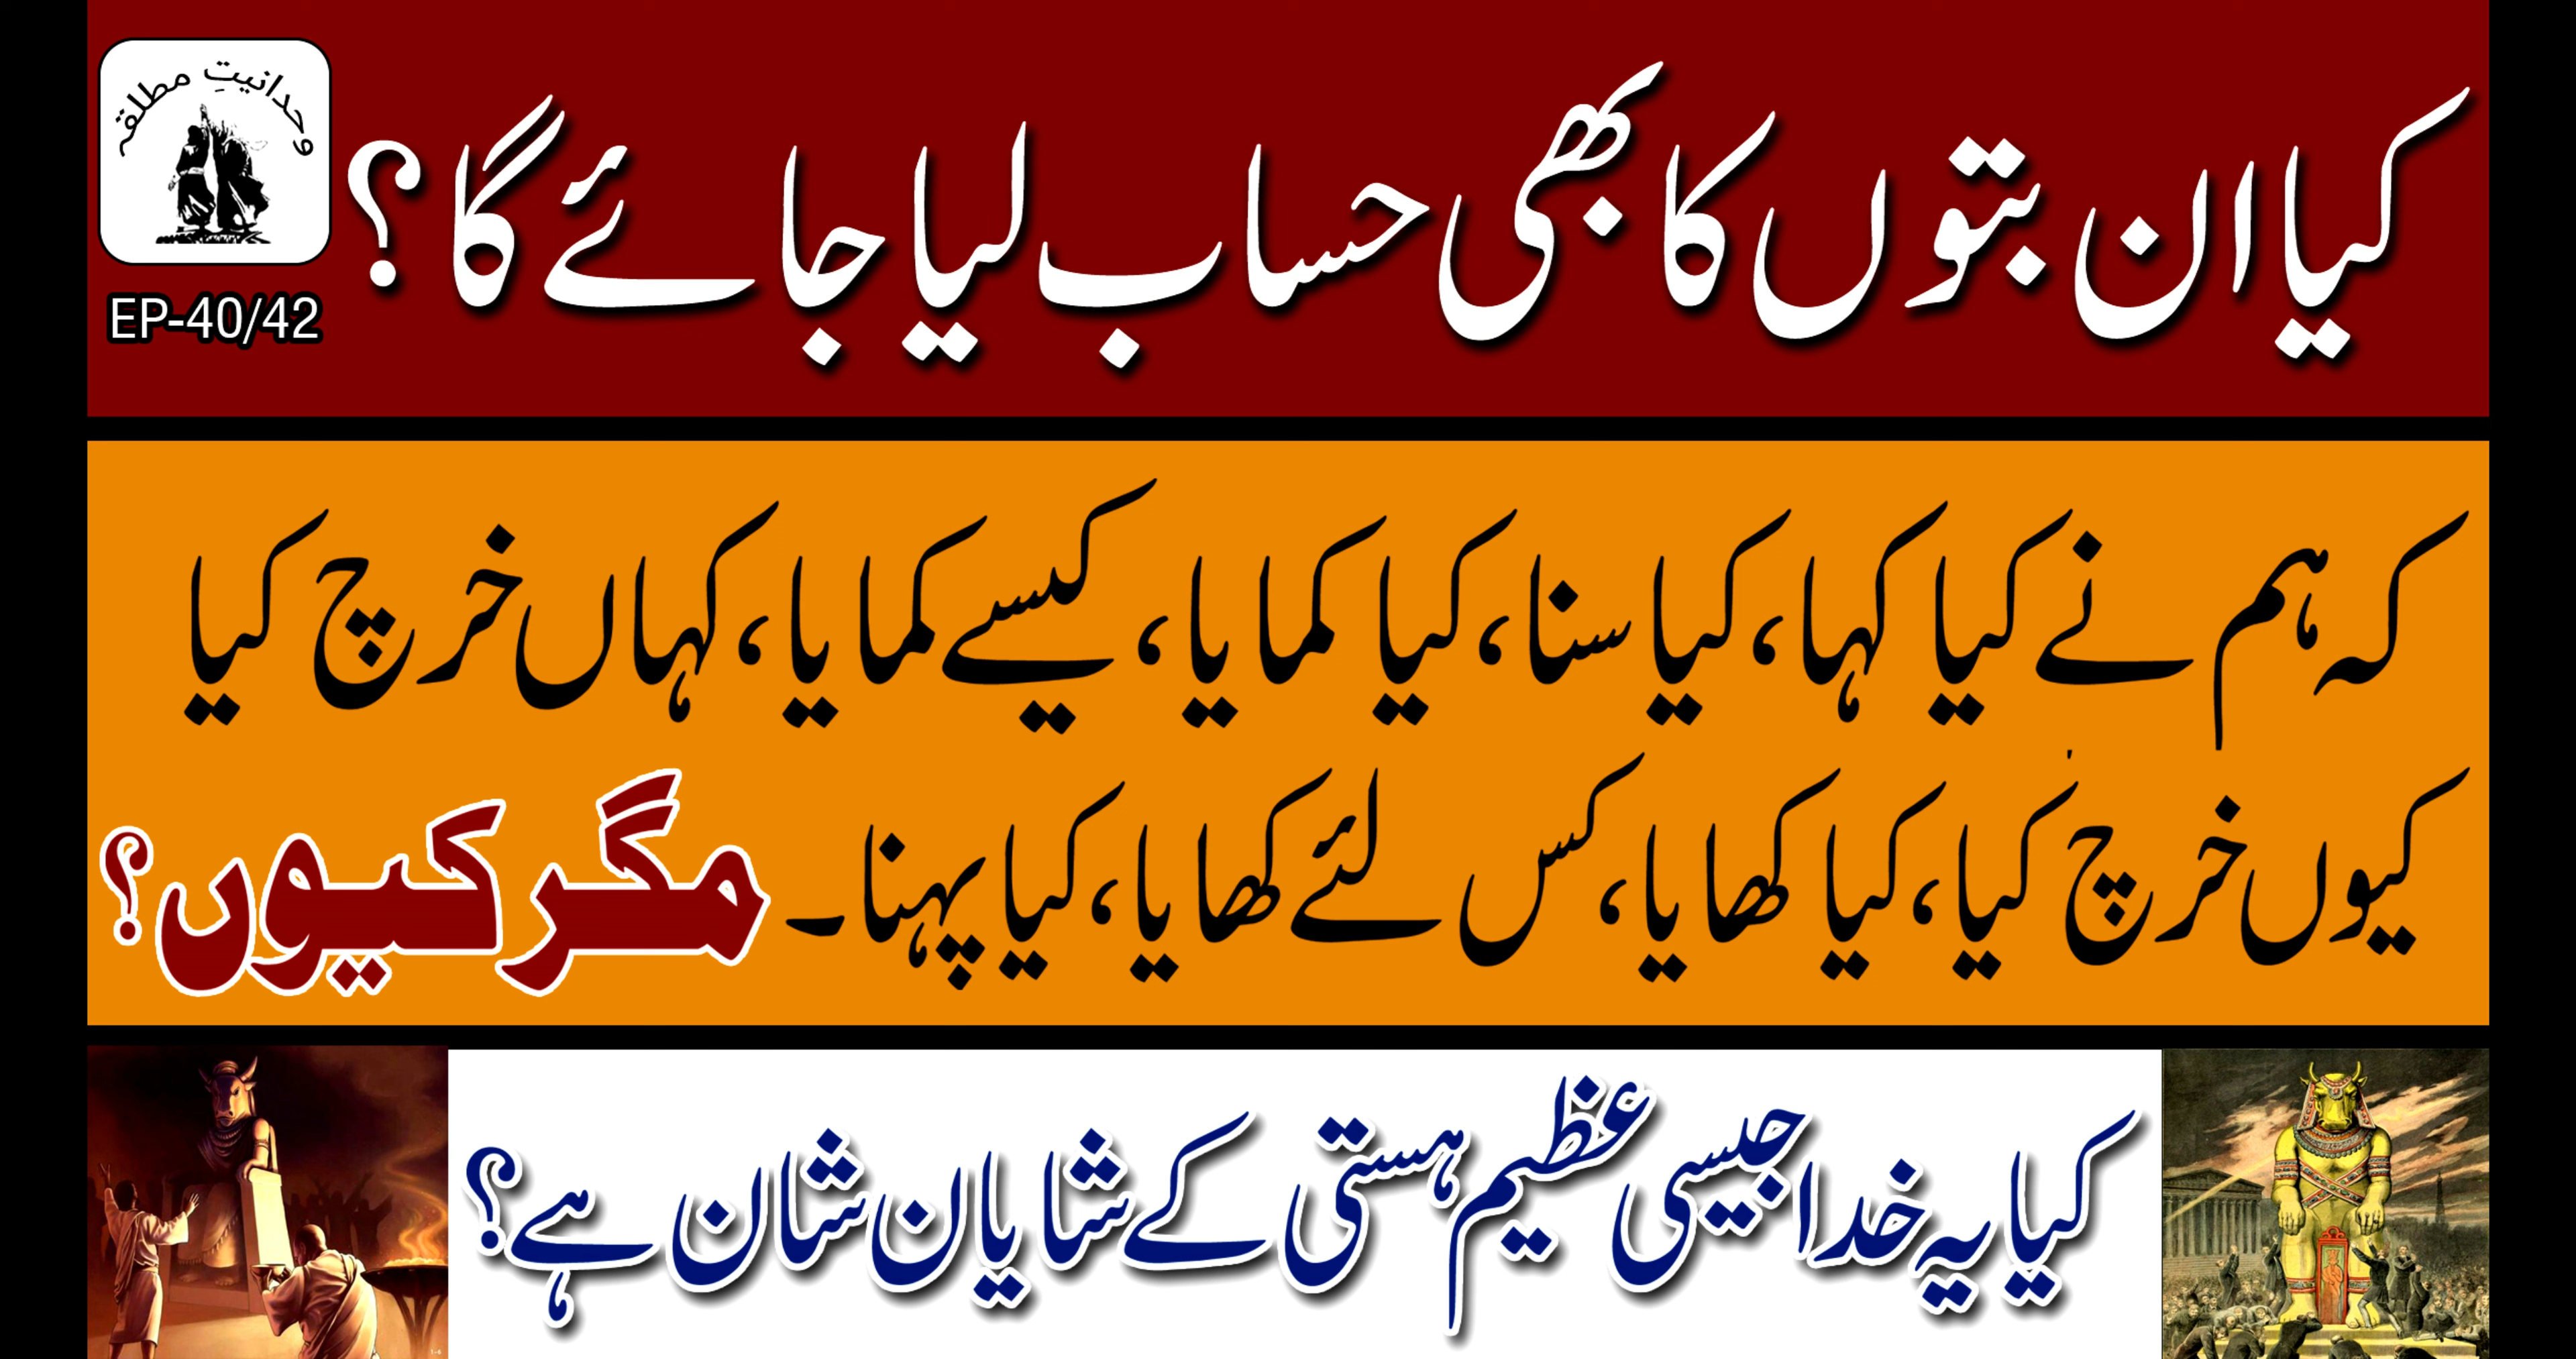 وحدانیتِ مطلقہ
کیا ان بتوں کا بھی حساب لیا جائے گا؟
EP-40/42
کہ ہم نے کیا کہا، کیا سنا، کیا کمایا، کیسے کمایا، کہاں خرچ کیا
کیوں خرچ کیا، کیا کھایا، کس لئے کھایا، کیا پہنا۔ مگر کیوں؟
کیا یہ خدا جیسی عظیم ہستی کے شایان شان ہے؟